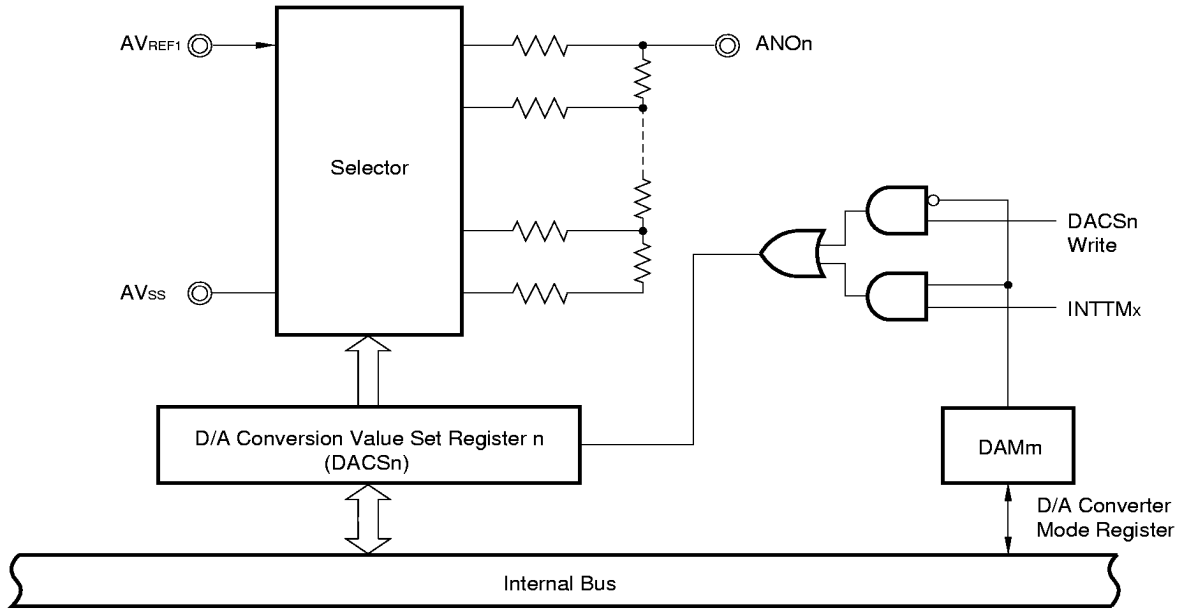 AVREF1
ANOn
Selector
DACSn
Write
AVSS
INTTMx
D/A Conversion Value Set Register n
(DACSn)
DAMm
D/A Converter
Mode Register
Internal Bus